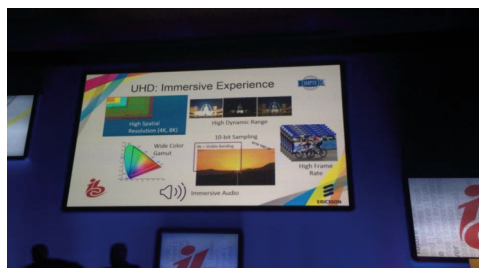 UHD: Immersive Experience
High Spatial
Resolution (4K, 8K)
High Dynamic Range
10-bit Sampling
Wide Color
Gamut
High Frame
Rate
Immersive Audio
ERICSSON